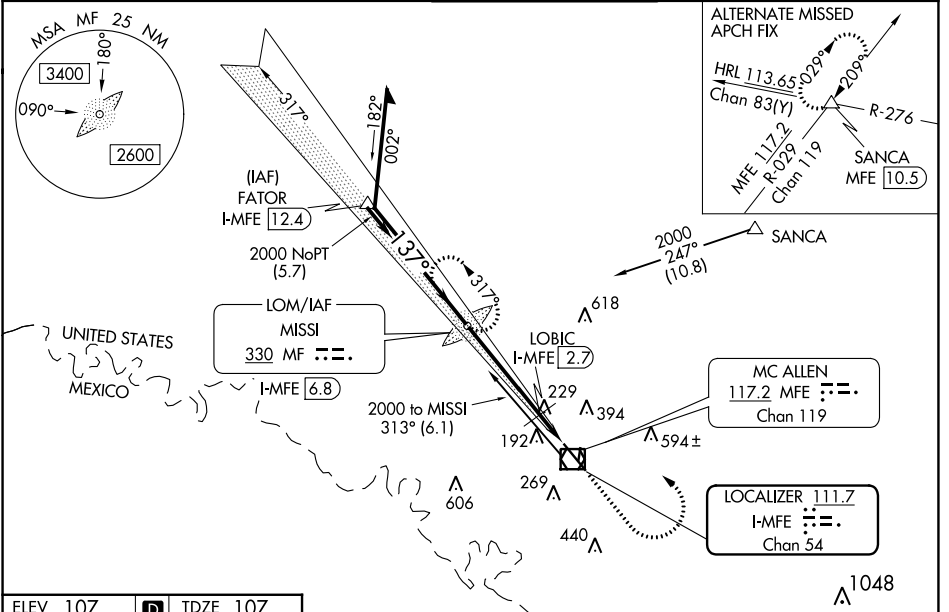 MSA MF 25 NM
180°
3400
090°
2600
ALTERNATE MISSED
APCH FIX
HRL 113.65
Chan 83(Y)
029°
209°
R-276
MFE 117.2
R-029
Chan 119
SANCA
MFE 10.5
317°
182°
002°
(IAF)
FATOR
I-MFE 12.4
2000 NoPT
(5.7)
137°
317°
2000
247°
(10.8)
SANCA
LOM/IAF
MISSI
330 MF
I-MFE 6.8
UNITED STATES
MEXICO
618
LOBIC
I-MFE 2.7
229
394
192
594±
2000 to MISSI
313° (6.1)
MC ALLEN
117.2 MFE
Chan 119
269
606
440
LOCALIZER 111.7
I-MFE
Chan 54
1048
ELEV 107 D TDZE 107